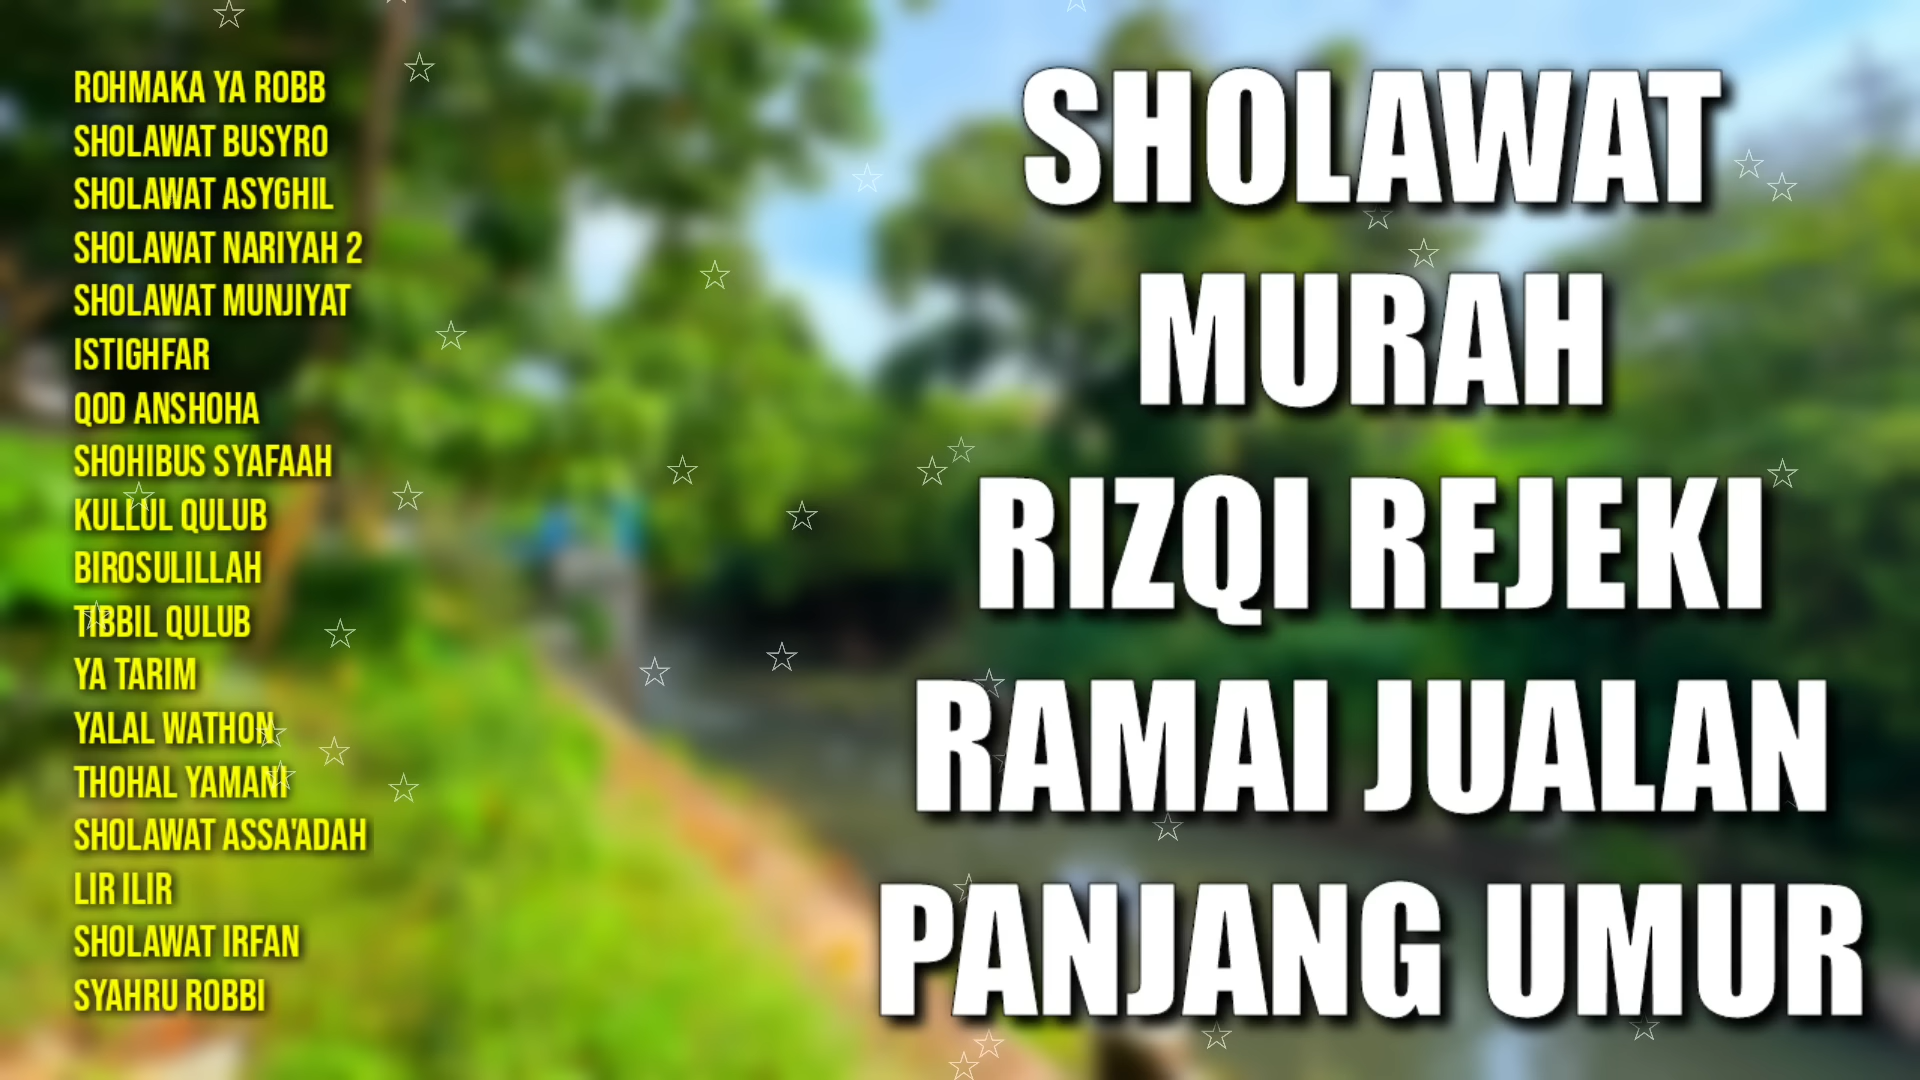 ROHMAKA YA ROBB
SHOLAWAT BUSYRO
SHOLAWAT ASYGHIL
SHOLAWAT NARIYAH 2
SHOLAWAT MUNJIYAT
ISTIGHFAR
QOD ANSHOHA
SHOHIBUS SYAFAAH
KULLUL QULUB
BIROSULILLAH
TIBBIL QULUB
YA TARIM
YALAL WATHON
THOHAL YAMANI
SHOLAWAT ASSA'ADAH
LIR ILIR
SHOLAWAT IRFAN
SYAHRU ROBBI
SHOLAWAT
MURAH
RIZQI REJEKI
RAMAI JUALAN
PANJANG UMUR